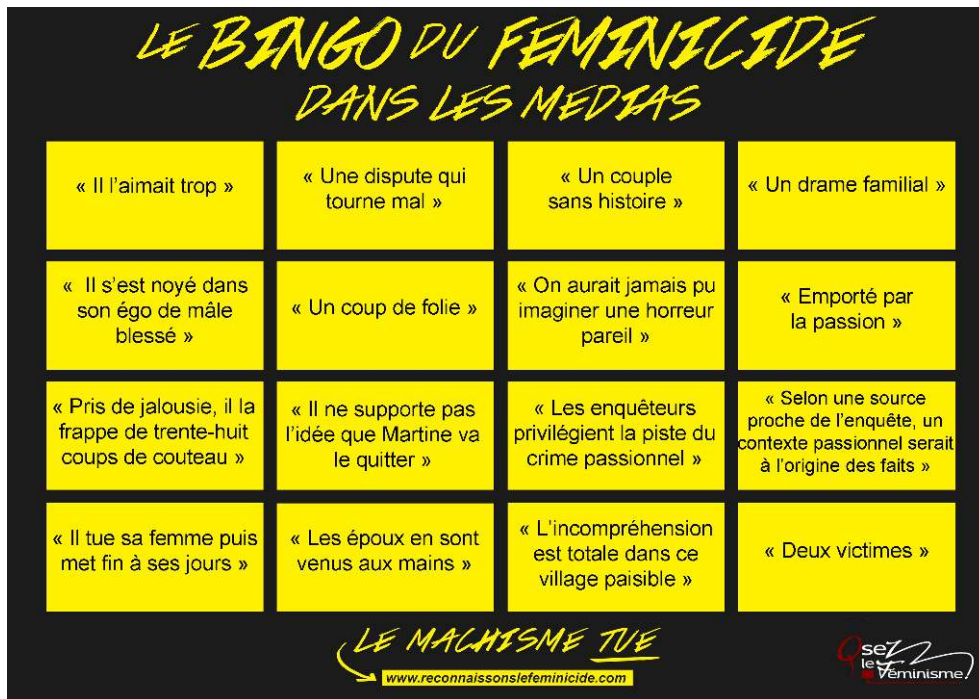 LE BINGO DU FEMINICIDE
DANS LES MEDIAS
« Il l'aimait trop »
« Une dispute qui
tourne mal »
« Un couple
sans histoire »
« Un drame familial »
« Il s'est noyé dans
son égo de mâle
blessé »
« Un coup de folie »
« On aurait jamais pu
imaginer une horreur
pareil »
« Emporté par
la passion »
« Pris de jalousie, il la
frappe de trente-huit
coups de couteau »
« Il ne supporte pas
l'idée que Martine va
le quitter »
« Les enquêteurs
privilégient la piste du
crime passionnel »
« Selon une source
proche de l'enquête, un
contexte passionnel serait
à l'origine des faits »
« Il tue sa femme puis
met fin à ses jours »
« Les époux en sont
venus aux mains »
« L'incompréhension
est totale dans ce
village paisible »
« Deux victimes »
LE MACHISME TUE
www.reconnaissonslefeminicide.com
Osez
le
Féminisme!